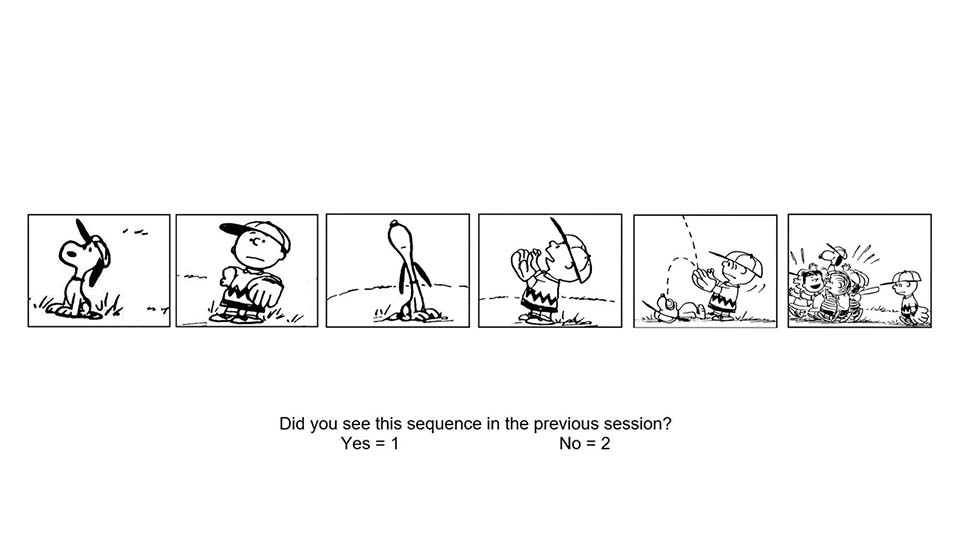 Did you see this sequence in the previous session?
Yes = 1 No = 2